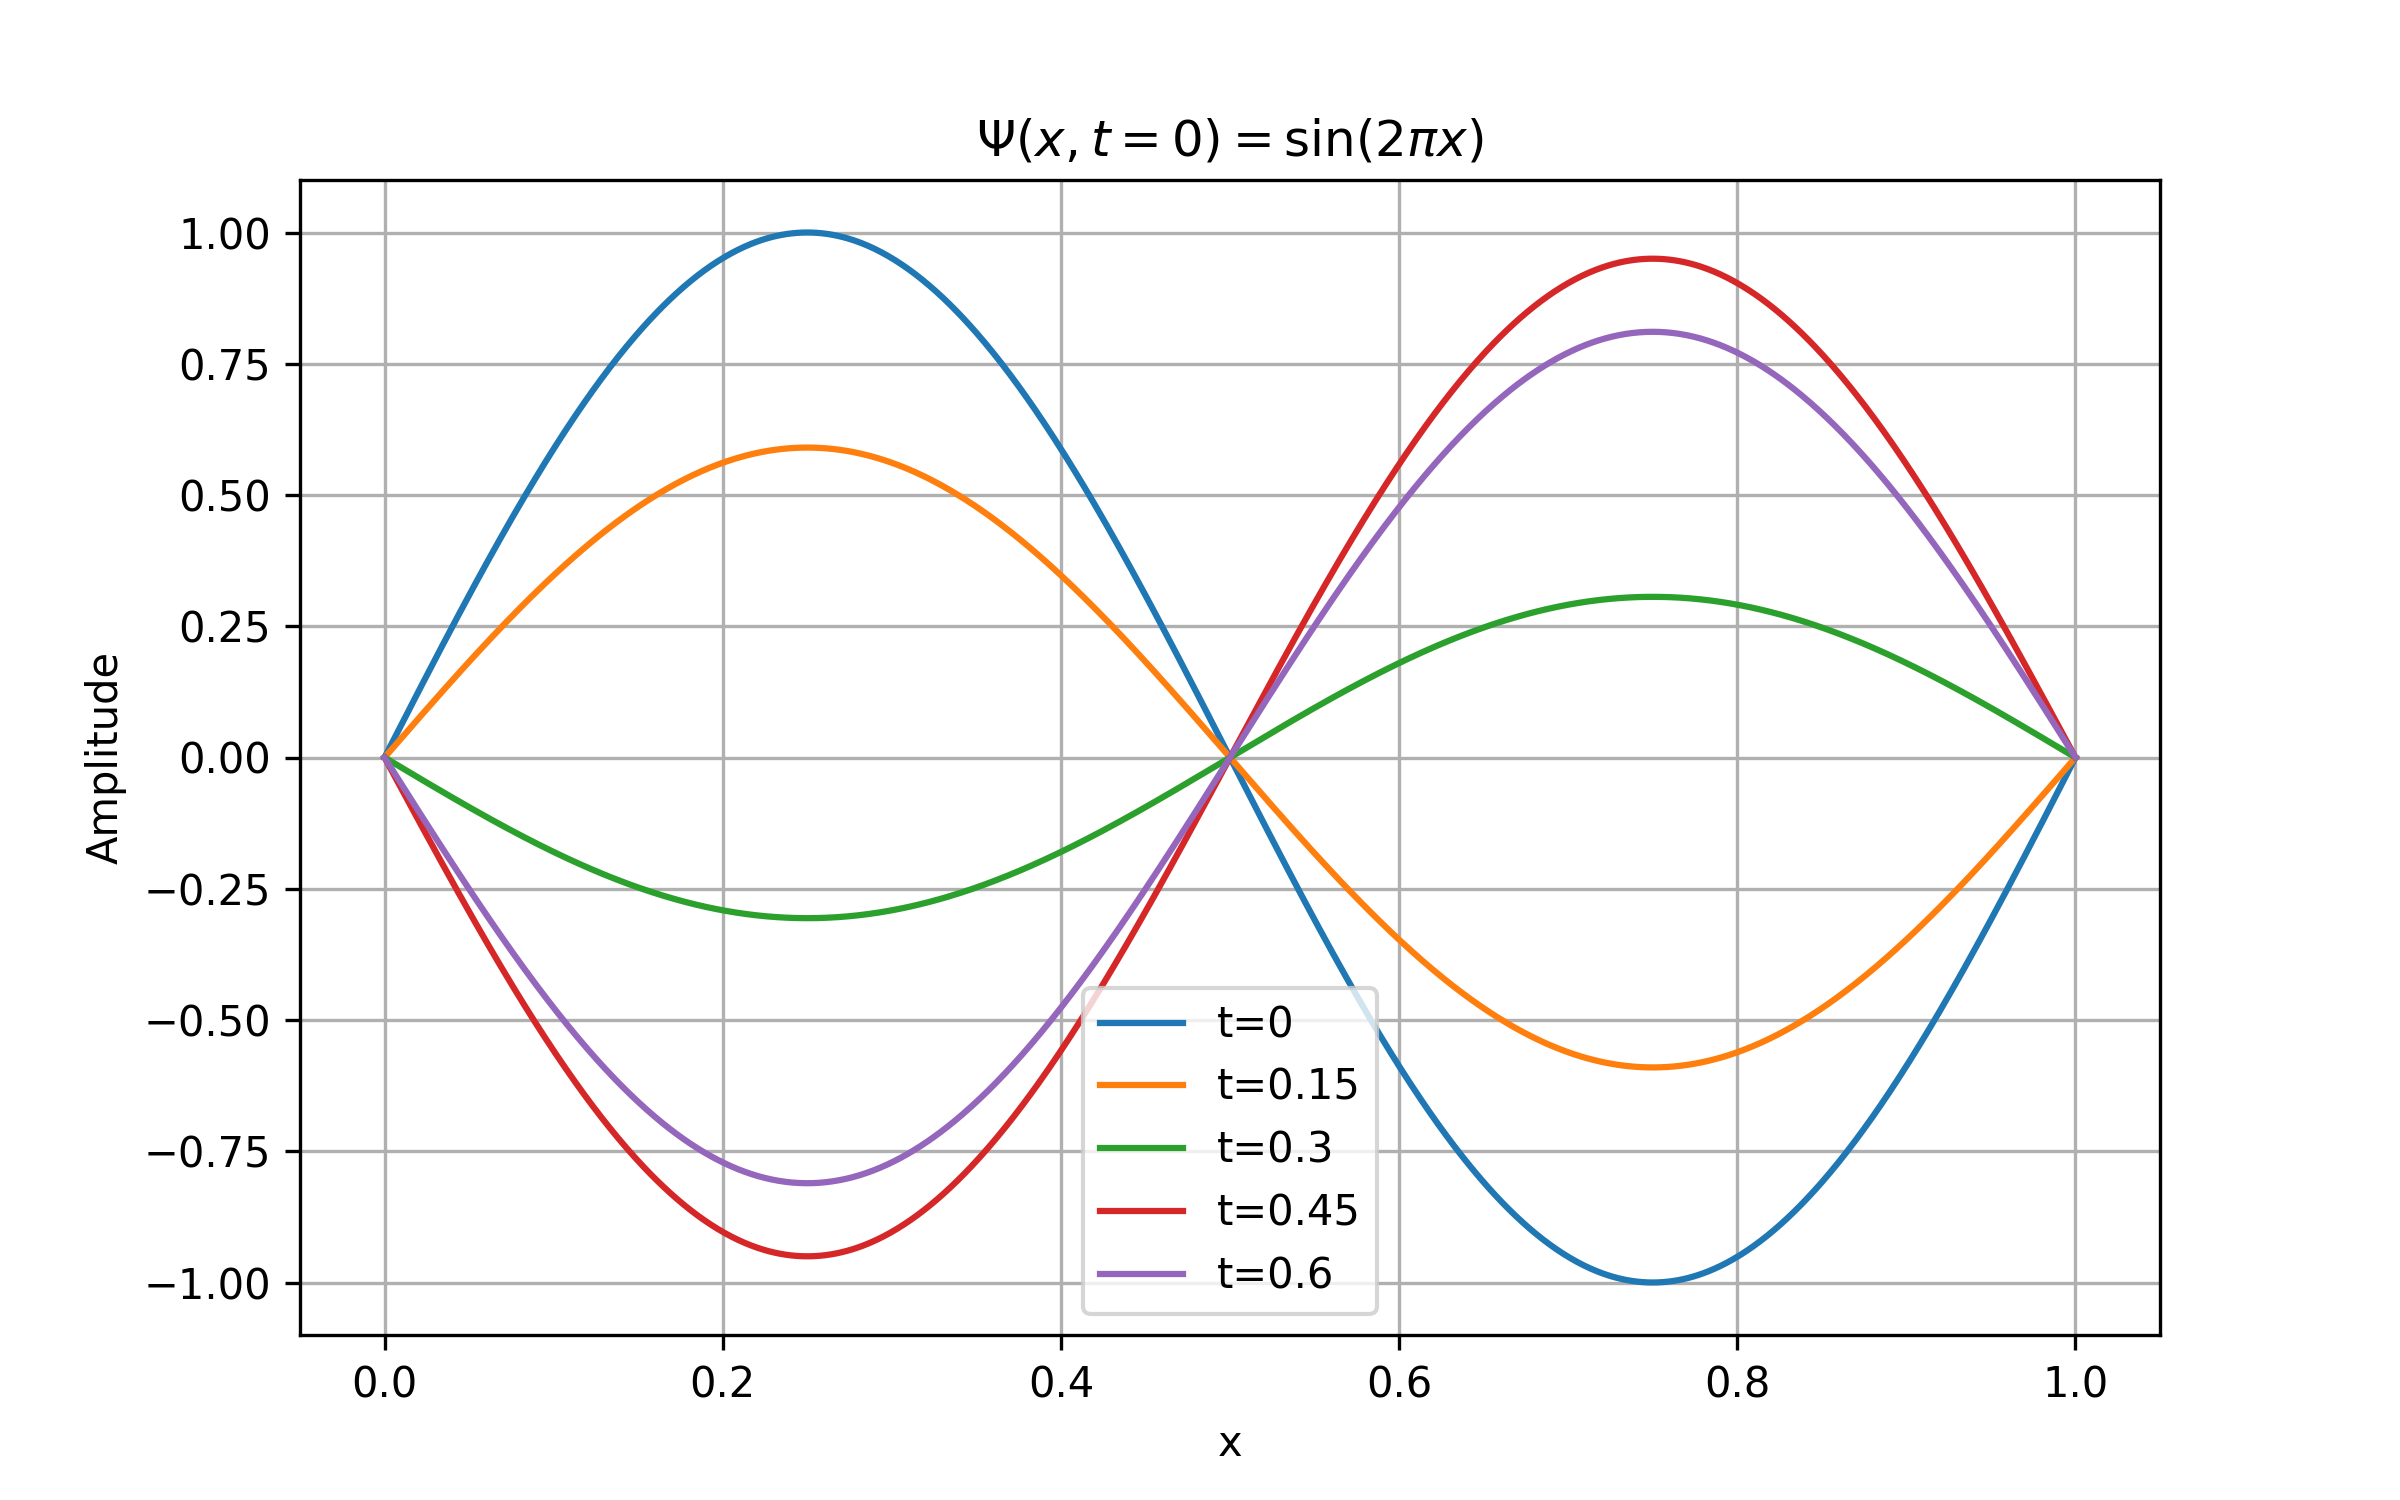 Ψ(x, t = 0) = sin(2πx)
1.00
0.75
0.50
0.25
0.00
−0.25
−0.50
−0.75
−1.00
Amplitude
t=0
t=0.15
t=0.3
t=0.45
t=0.6
0.0 0.2 0.4 0.6 0.8 1.0
x